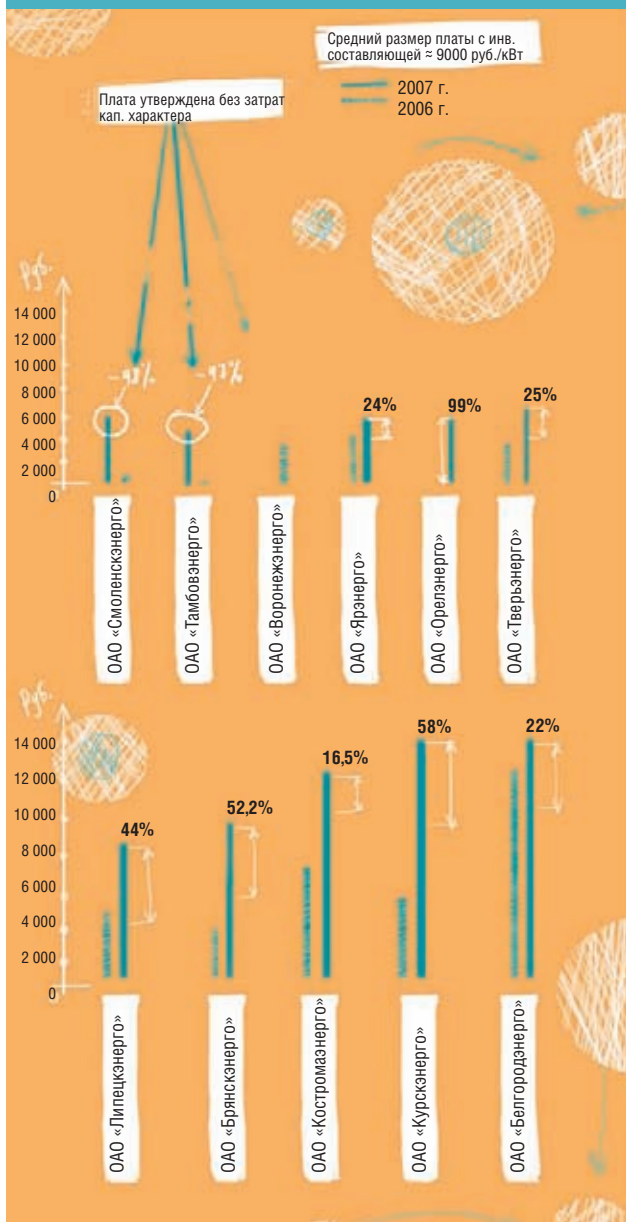 Средний размер платы с инв.
составляющей ≈ 9000 руб./кВт
2007 г.
2006 г.
Плата утверждена без затрат
кап. характера
Руб.
14 000
12 000
10 000
8 000
6 000
4 000
2 000
0
24%
99%
25%
ОАО «Смоленскэнерго»
ОАО «Тамбовэнерго»
ОАО «Воронежэнерго»
ОАО «Ярэнерго»
ОАО «Орелэнерго»
ОАО «Тверьэнерго»
Руб.
14 000
12 000
10 000
8 000
6 000
4 000
2 000
0
44%
52,2%
16,5%
58%
22%
ОАО «Липецкэнерго»
ОАО «Брянскэнерго»
ОАО «Костромаэнерго»
ОАО «Курскэнерго»
ОАО «Белгородэнерго»